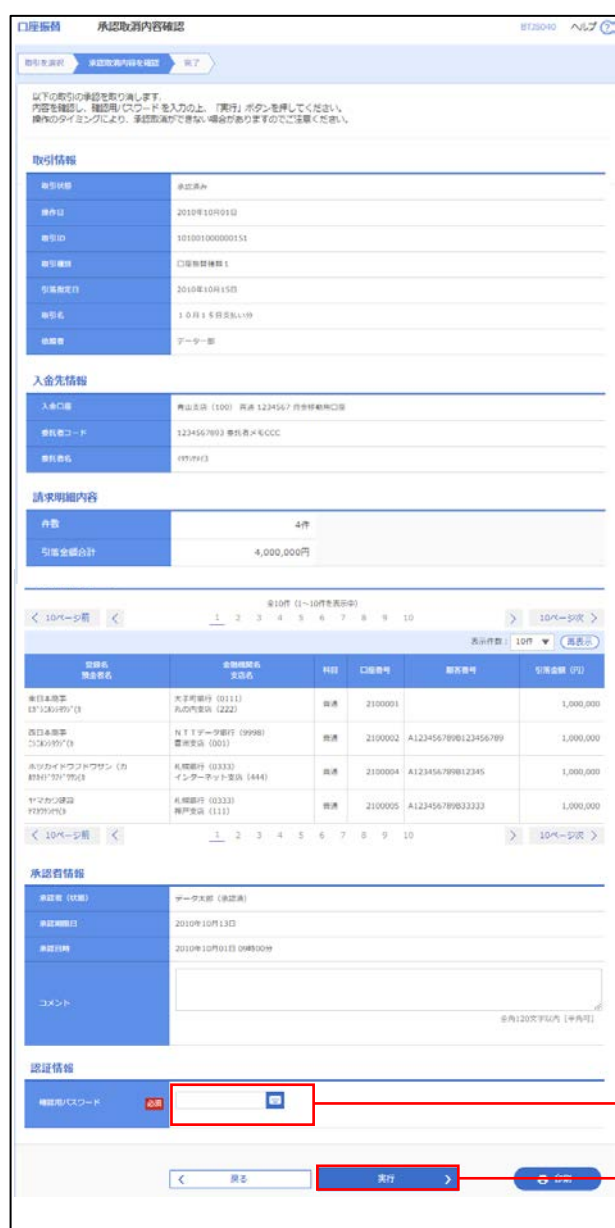 口座振替 承認取消内容確認 BTJS040 ヘルプ ?
取引を選択 承認取消内容を確認 完了
以下の取引の承認を取り消します。
内容を確認し、確認用パスワードを入力の上、「実行」ボタンを押してください。
操作のタイミングにより、承認取消ができない場合がありますのでご注意ください。
取引情報
取引状態 承認済み
操作日 2010年10月01日
取引ID 101001000000151
取引種別 口座振替種類1
引落指定日 2010年10月15日
取引名 10月15日支払い分
依頼者 データ一郎
入金先情報
入金口座 青山支店(100) 普通 1234567 資金移動用口座
委託者コード 1234567893 委託者メモCCC
委託者名
請求明細内容
件数 4件
引落金額合計 4,000,000円
全10件(1~10件を表示中)
< 10ページ前 < 1 2 3 4 5 6 7 8 9 10 > 10ページ次 >
表示件数: 10件 ▼ 再表示
登録名 預金者名 金融機関名 支店名 科目 口座番号 顧客番号 引落金額(円)
東日本商事 大手町銀行(0111) 普通 2100001 1,000,000
丸の内支店(222)
西日本商事 NTTデータ銀行(9998) 普通 2100002 A1234567890123456789 1,000,000
豊洲支店(001)
ホッカイドウフドウサン(カ 札幌銀行(0333) 普通 2100004 A12345678912345 1,000,000
インターネット支店(444)
ヤマカワ建設 札幌銀行(0333) 普通 2100005 A12345678933333 1,000,000
神戸支店(111)
< 10ページ前 < 1 2 3 4 5 6 7 8 9 10 > 10ページ次 >
承認者情報
承認者(状態) データ太郎(承認済)
承認期限日 2010年10月13日
承認日時 2010年10月01日 09時00分
コメント
全角120文字以内[半角可]
認証情報
確認用パスワード 必須
< 戻る 実行 > 印刷